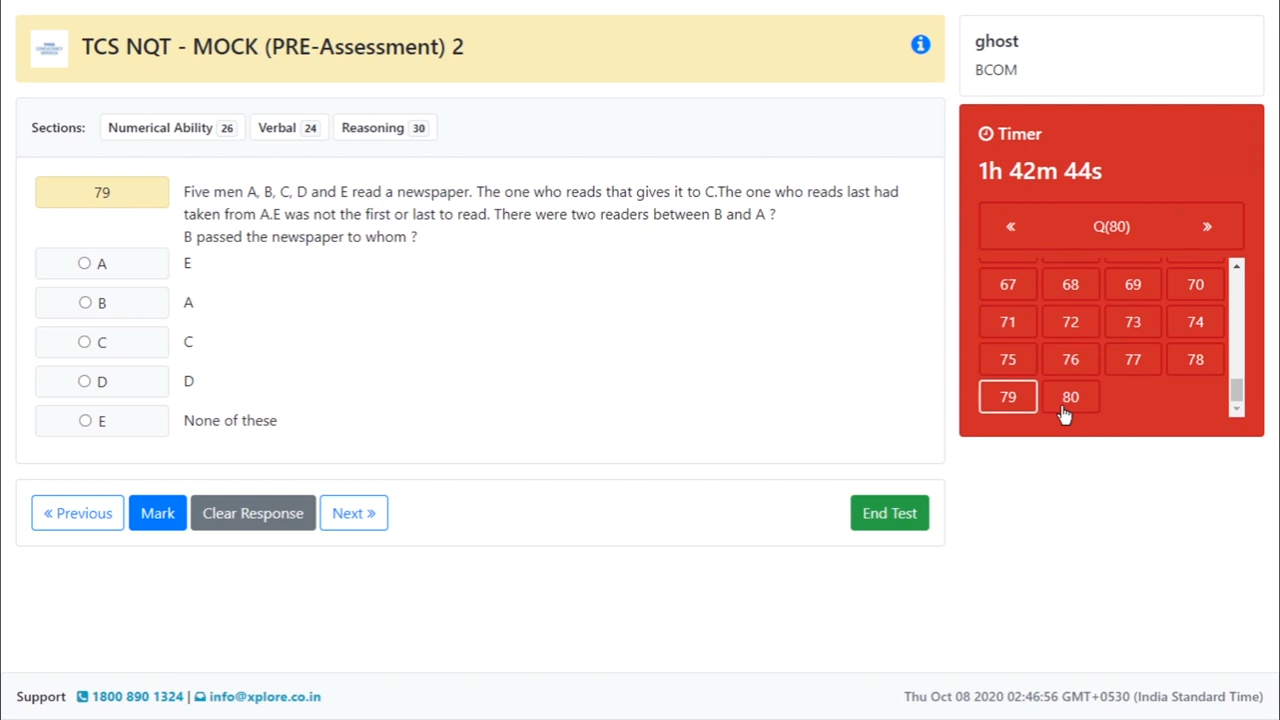 TCS NQT - MOCK (PRE-Assessment) 2
ghost
BCOM
Sections: Numerical Ability 26 Verbal 24 Reasoning 30
Timer
1h 42m 44s
« Q(80) »
67 68 69 70
71 72 73 74
75 76 77 78
79 80
79
Five men A, B, C, D and E read a newspaper. The one who reads that gives it to C.The one who reads last had
taken from A.E was not the first or last to read. There were two readers between B and A ?
B passed the newspaper to whom ?
A E
B A
C C
D D
E None of these
« Previous Mark Clear Response Next » End Test
Support 1800 890 1324 | info@xplore.co.in
Thu Oct 08 2020 02:46:56 GMT+0530 (India Standard Time)